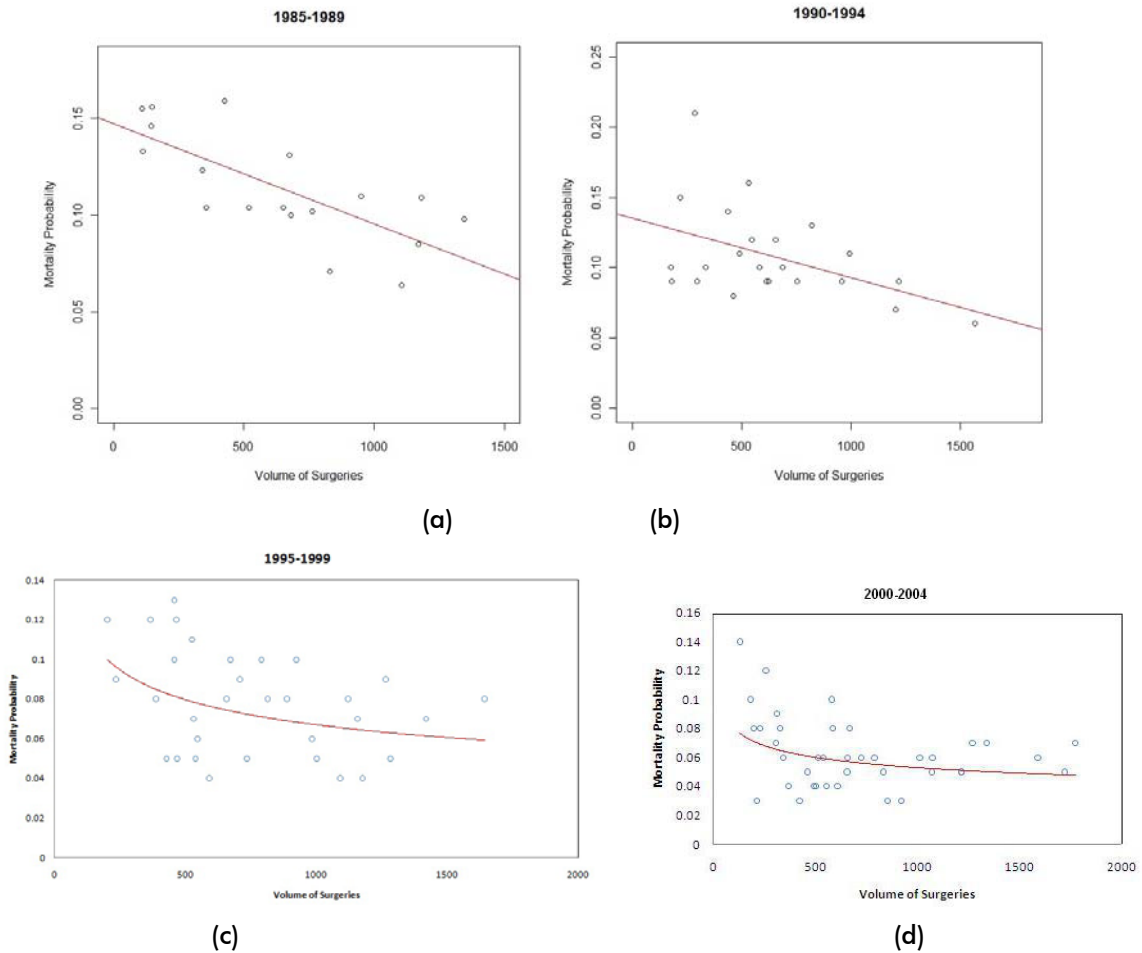 1985-1989
0.15
0.10
0.05
0.00
Mortality Probability
0 500 1000 1500
Volume of Surgeries
(a)
1990-1994
0.25
0.20
0.15
0.10
0.05
0.00
Mortality Probability
0 500 1000 1500
Volume of Surgeries
(b)
1995-1999
0.14
0.12
0.1
0.08
0.06
0.04
0.02
0
Mortality Probability
0 500 1000 1500 2000
Volume of Surgeries
(c)
2000-2004
0.16
0.14
0.12
0.1
0.08
0.06
0.04
0.02
0
Mortality Probability
0 500 1000 1500 2000
Volume of Surgeries
(d)